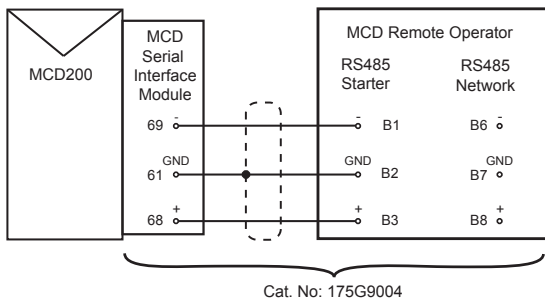 MCD200
MCD
Serial
Interface
Module
69 -
61 GND
68 +
MCD Remote Operator
RS485
Starter
RS485
Network
- B1
GND B2
+ B3
B6 -
B7 GND
B8 +
Cat. No: 175G9004